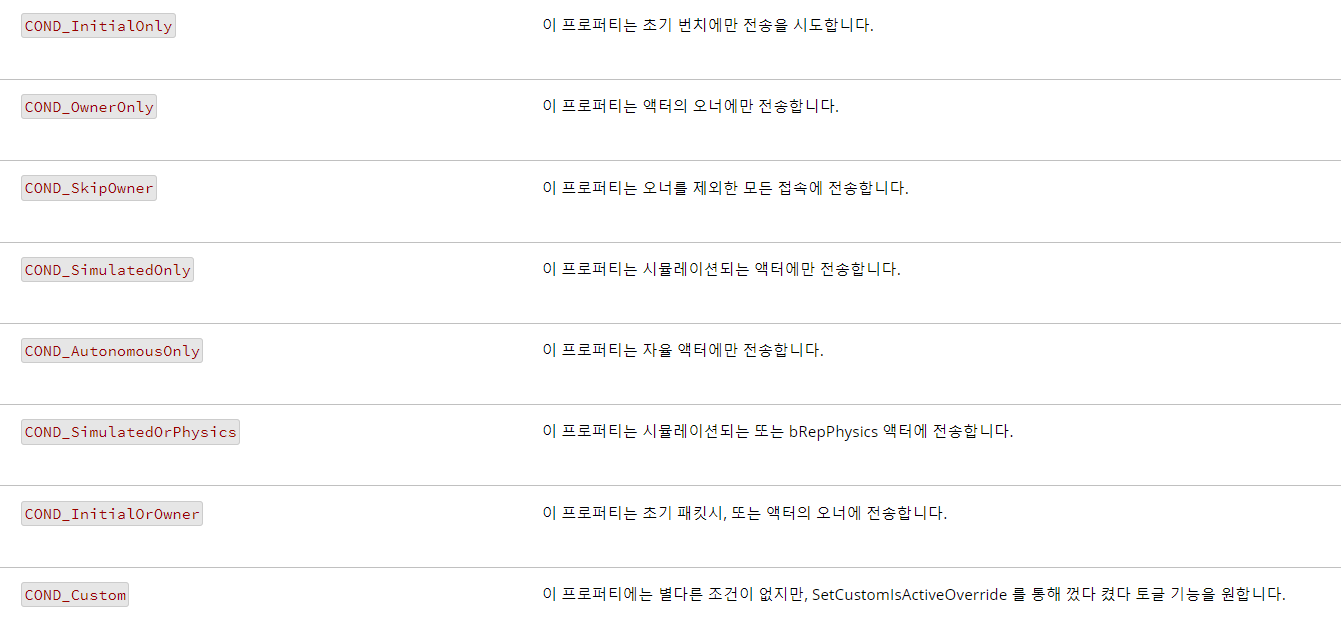 COND_InitialOnly 이 프로퍼티는 초기 번치에만 전송을 시도합니다.
COND_OwnerOnly 이 프로퍼티는 액터의 오너에만 전송합니다.
COND_SkipOwner 이 프로퍼티는 오너를 제외한 모든 접속에 전송합니다.
COND_SimulatedOnly 이 프로퍼티는 시뮬레이션되는 액터에만 전송합니다.
COND_AutonomousOnly 이 프로퍼티는 자율 액터에만 전송합니다.
COND_SimulatedOrPhysics 이 프로퍼티는 시뮬레이션되는 또는 bRepPhysics 액터에 전송합니다.
COND_InitialOrOwner 이 프로퍼티는 초기 패킷시, 또는 액터의 오너에 전송합니다.
COND_Custom 이 프로퍼티에는 별다른 조건이 없지만, SetCustomIsActiveOverride 를 통해 껐다 켰다 토글 기능을 원합니다.